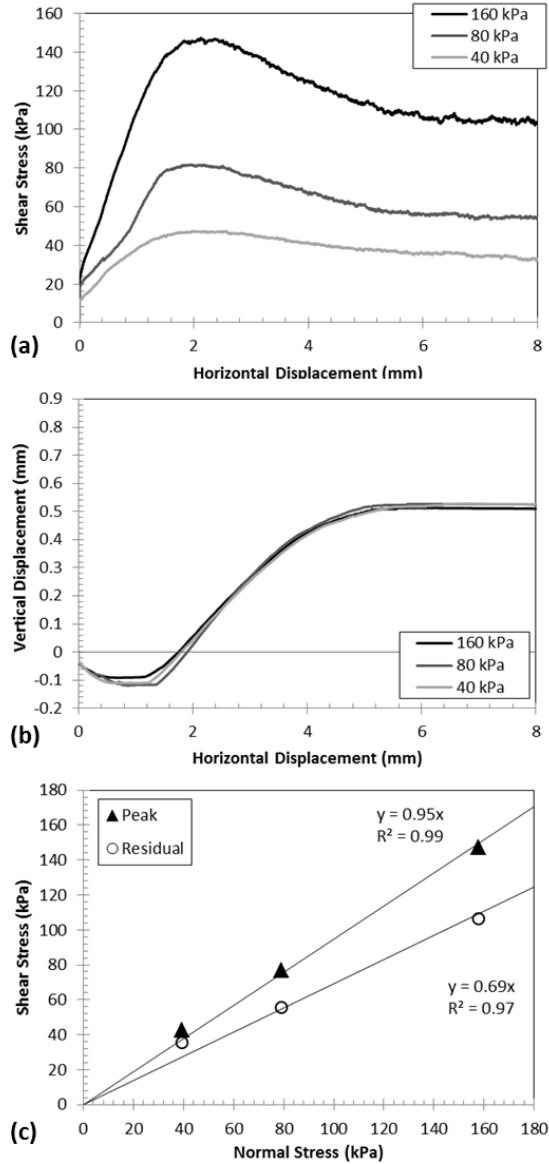 160 kPa
80 kPa
40 kPa
160
140
120
100
80
60
40
20
0
Shear Stress (kPa)
0 2 4 6 8
(a)
Horizontal Displacement (mm)
0.9
0.8
0.7
0.6
0.5
0.4
0.3
0.2
0.1
0
-0.1
-0.2
Vertical Displacement (mm)
160 kPa
80 kPa
40 kPa
0 2 4 6 8
(b)
Horizontal Displacement (mm)
180
160
140
120
100
80
60
40
20
0
Shear Stress (kPa)
Peak
Residual
y = 0.95x
R² = 0.99
y = 0.69x
R² = 0.97
0 20 40 60 80 100 120 140 160 180
(c)
Normal Stress (kPa)